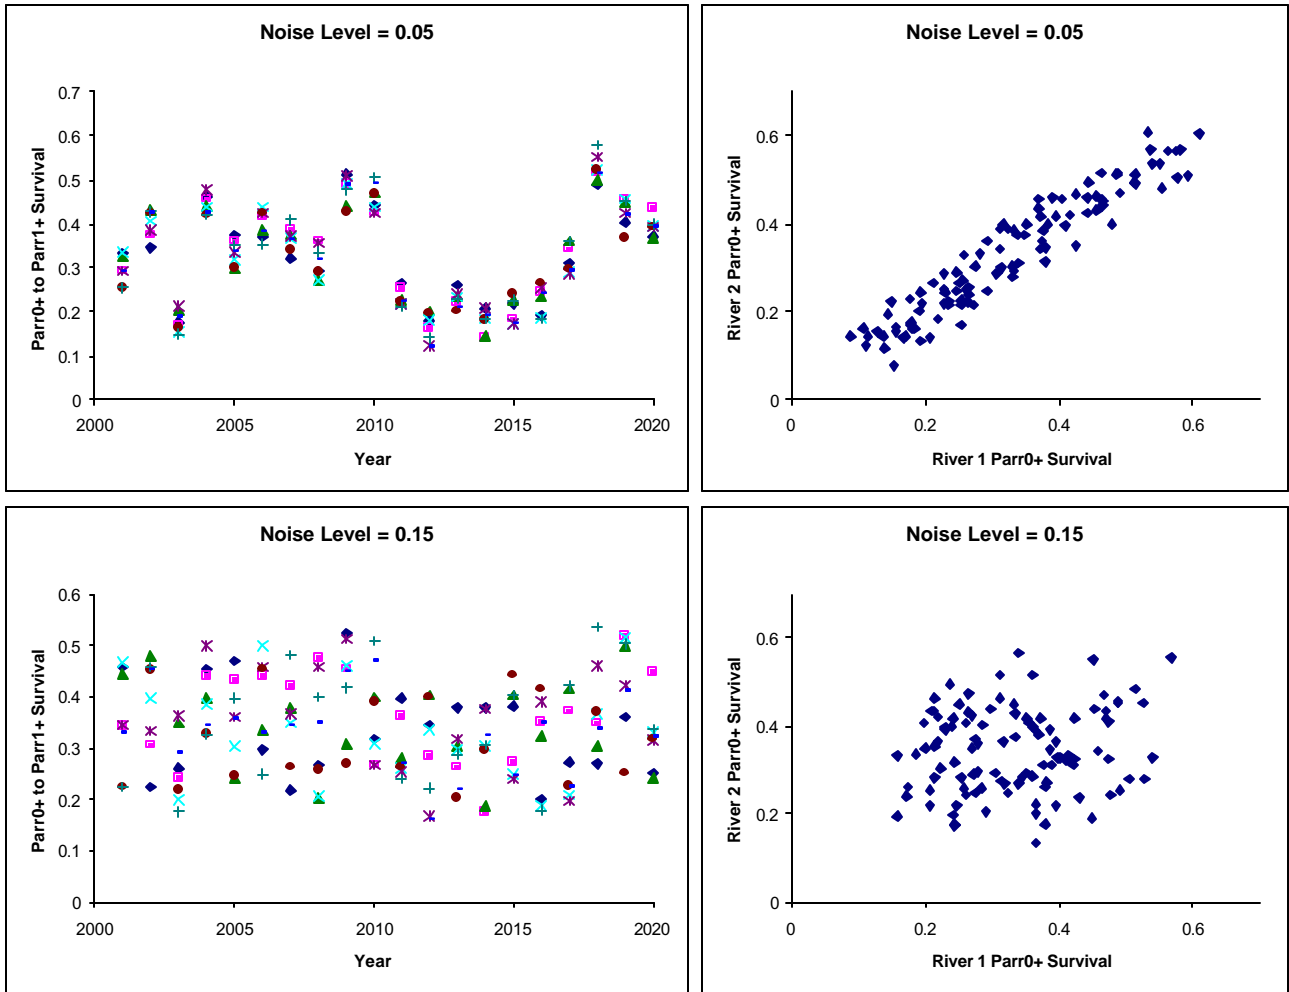 Noise Level = 0.05
Parr0+ to Parr1+ Survival
0.7
0.6
0.5
0.4
0.3
0.2
0.1
0
2000 2005 2010 2015 2020
Year
Noise Level = 0.05
River 2 Parr0+ Survival
0.6
0.4
0.2
0
0 0.2 0.4 0.6
River 1 Parr0+ Survival
Noise Level = 0.15
Parr0+ to Parr1+ Survival
0.6
0.5
0.4
0.3
0.2
0.1
0
2000 2005 2010 2015 2020
Year
Noise Level = 0.15
River 2 Parr0+ Survival
0.6
0.4
0.2
0
0 0.2 0.4 0.6
River 1 Parr0+ Survival